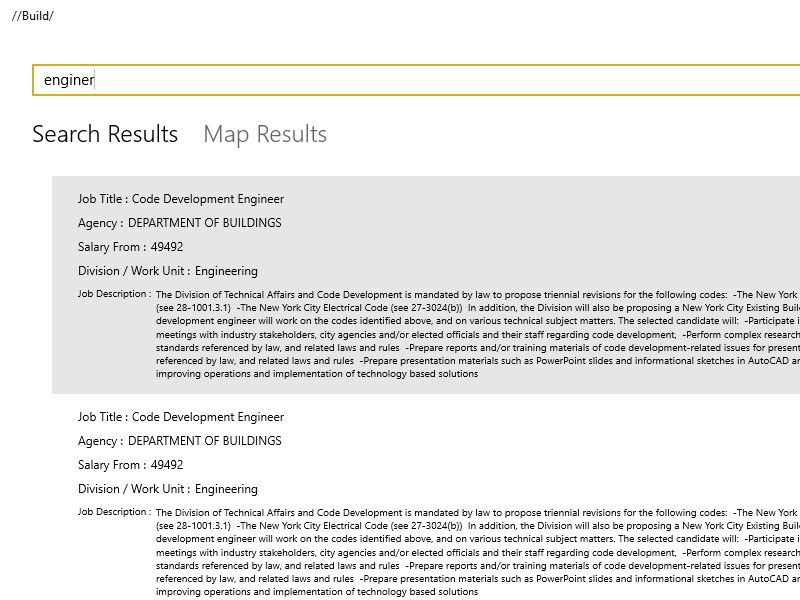 //Build/
enginer
Search Results Map Results
Job Title : Code Development Engineer
Agency : DEPARTMENT OF BUILDINGS
Salary From : 49492
Division / Work Unit : Engineering
Job Description : The Division of Technical Affairs and Code Development is mandated by law to propose triennial revisions for the following codes: -The New York
(see 28-1001.3.1) -The New York City Electrical Code (see 27-3024(b)) In addition, the Division will also be proposing a New York City Existing Buil
development engineer will work on the codes identified above, and on various technical subject matters. The selected candidate will: -Participate i
meetings with industry stakeholders, city agencies and/or elected officials and their staff regarding code development, -Perform complex research
standards referenced by law, and related laws and rules -Prepare reports and/or training materials of code development-related issues for present
referenced by law, and related laws and rules -Prepare presentation materials such as PowerPoint slides and informational sketches in AutoCAD an
improving operations and implementation of technology based solutions
Job Title : Code Development Engineer
Agency : DEPARTMENT OF BUILDINGS
Salary From : 49492
Division / Work Unit : Engineering
Job Description : The Division of Technical Affairs and Code Development is mandated by law to propose triennial revisions for the following codes: -The New York
(see 28-1001.3.1) -The New York City Electrical Code (see 27-3024(b)) In addition, the Division will also be proposing a New York City Existing Buil
development engineer will work on the codes identified above, and on various technical subject matters. The selected candidate will: -Participate i
meetings with industry stakeholders, city agencies and/or elected officials and their staff regarding code development, -Perform complex research
standards referenced by law, and related laws and rules -Prepare reports and/or training materials of code development-related issues for present
referenced by law, and related laws and rules -Prepare presentation materials such as PowerPoint slides and informational sketches in AutoCAD an
improving operations and implementation of technology based solutions